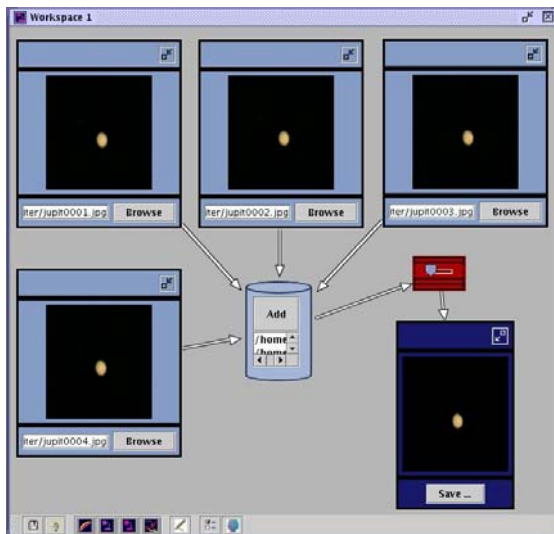 Workspace 1
iter/jupit0001.jpg Browse
iter/jupit0002.jpg Browse
iter/jupit0003.jpg Browse
Add
/home
/home
iter/jupit0004.jpg Browse
Save ...